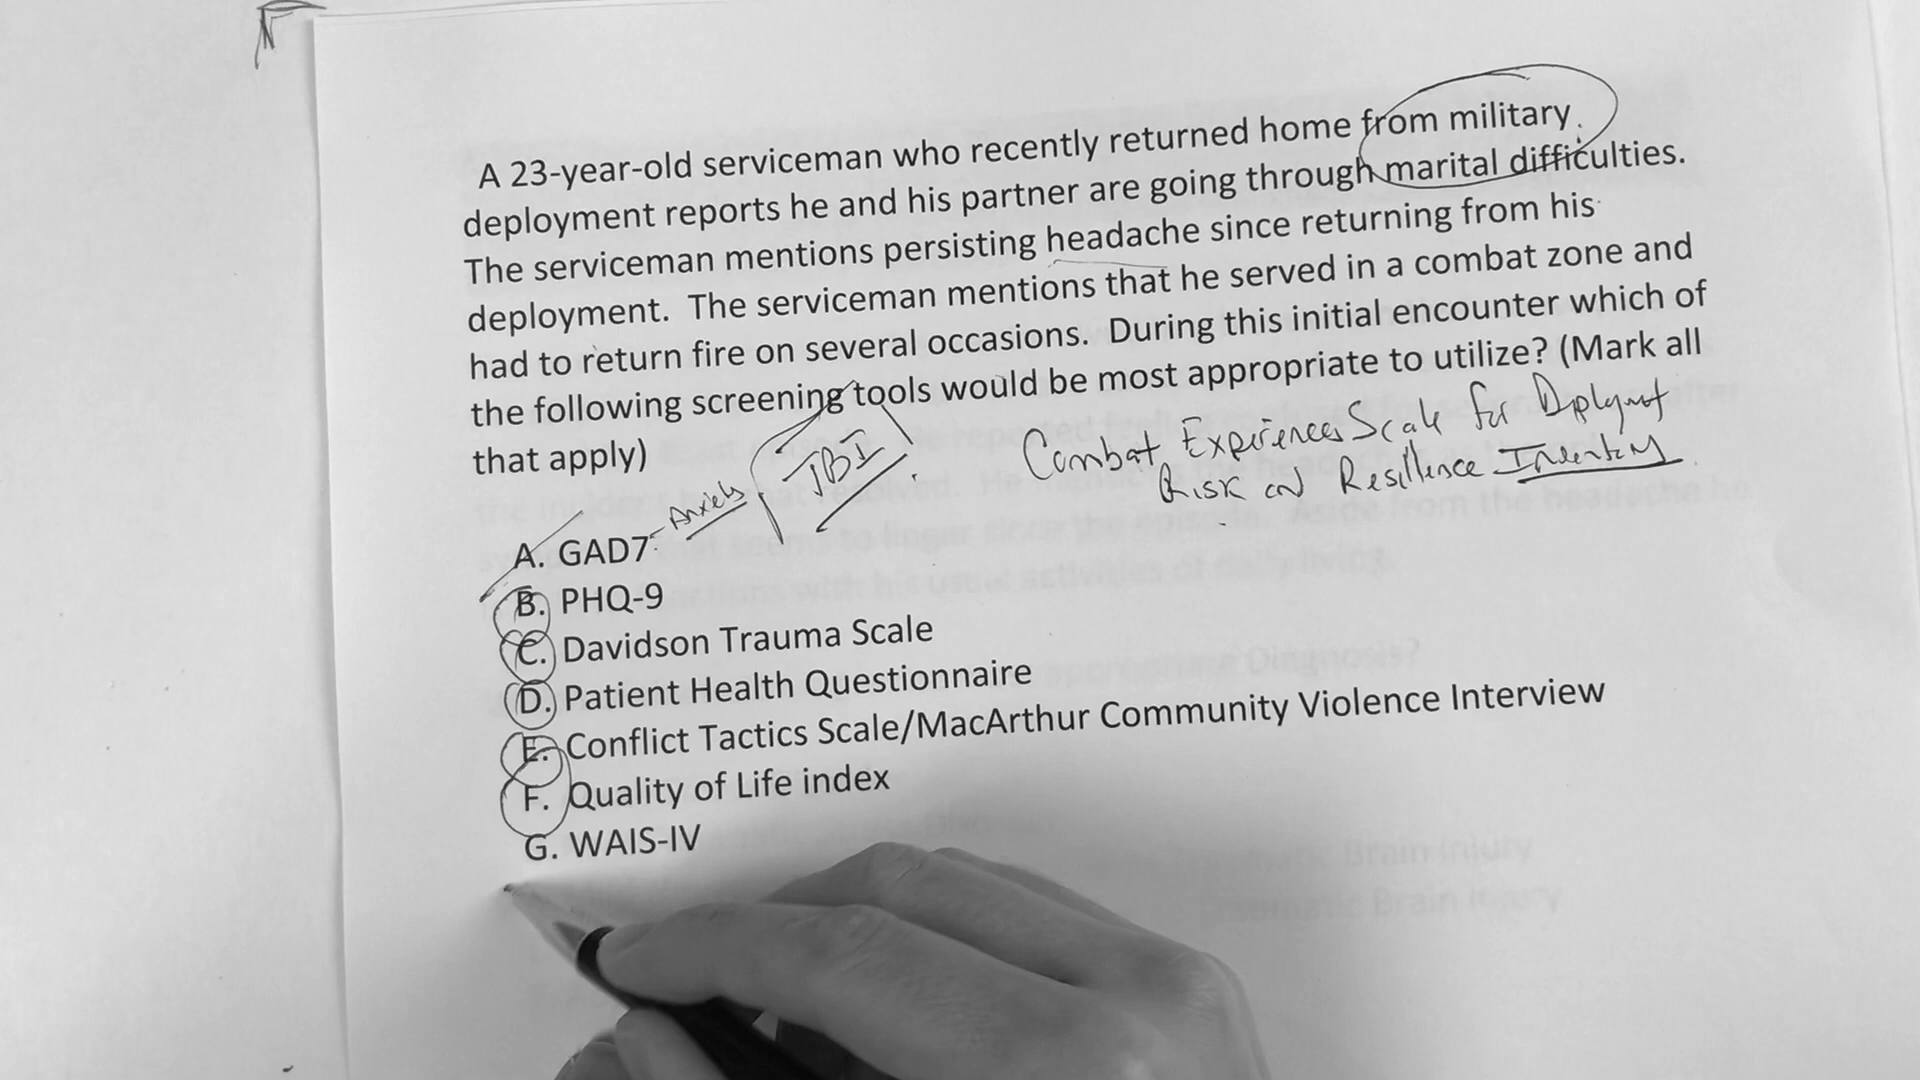 A 23-year-old serviceman who recently returned home from military
deployment reports he and his partner are going through marital difficulties.
The serviceman mentions persisting headache since returning from his
deployment. The serviceman mentions that he served in a combat zone and
had to return fire on several occasions. During this initial encounter which of
the following screening tools would be most appropriate to utilize? (Mark all
that apply)
TBI
Combat Experiences Scale for
Risk and Resilience
A. GAD7 - Anxiety
B. PHQ-9
C. Davidson Trauma Scale
D. Patient Health Questionnaire
E. Conflict Tactics Scale/MacArthur Community Violence Interview
F. Quality of Life index
G. WAIS-IV
Brain Injury
Brain Injury